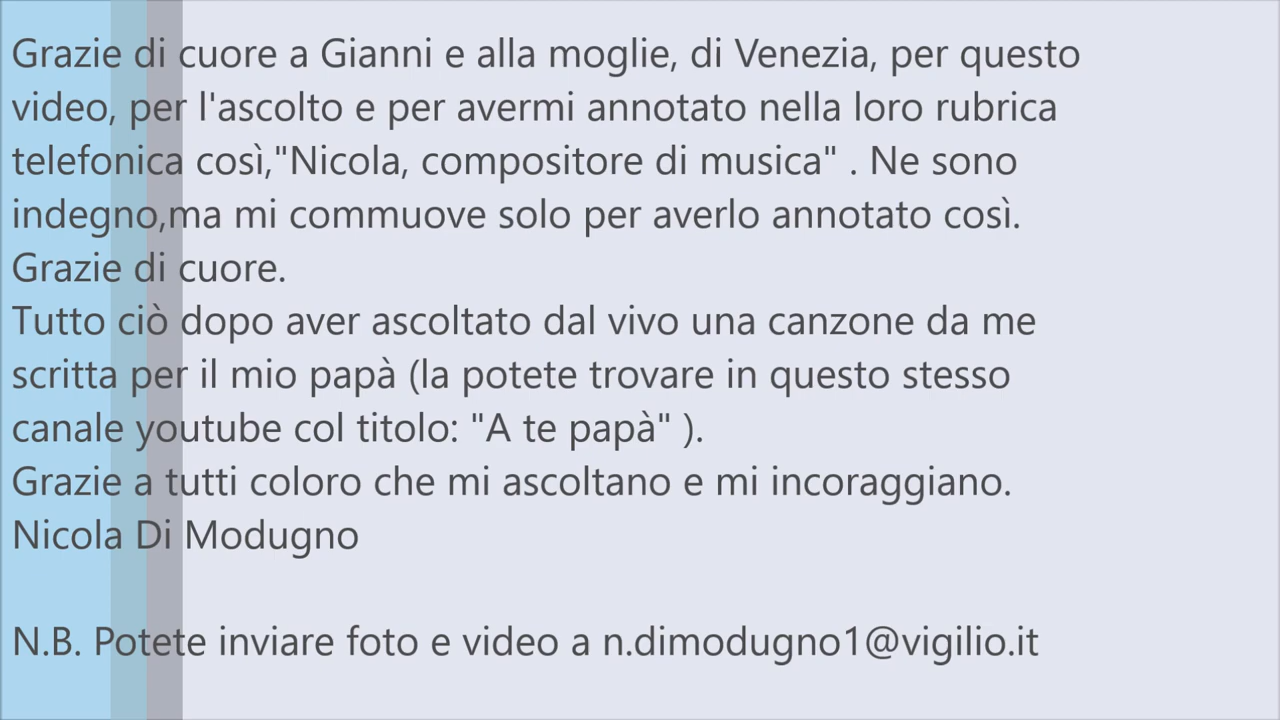 Grazie di cuore a Gianni e alla moglie, di Venezia, per questo
video, per l'ascolto e per avermi annotato nella loro rubrica
telefonica così,"Nicola, compositore di musica" . Ne sono
indegno,ma mi commuove solo per averlo annotato così.
Grazie di cuore.
Tutto ciò dopo aver ascoltato dal vivo una canzone da me
scritta per il mio papà (la potete trovare in questo stesso
canale youtube col titolo: "A te papà" ).
Grazie a tutti coloro che mi ascoltano e mi incoraggiano.
Nicola Di Modugno
N.B. Potete inviare foto e video a n.dimodugno1@vigilio.it